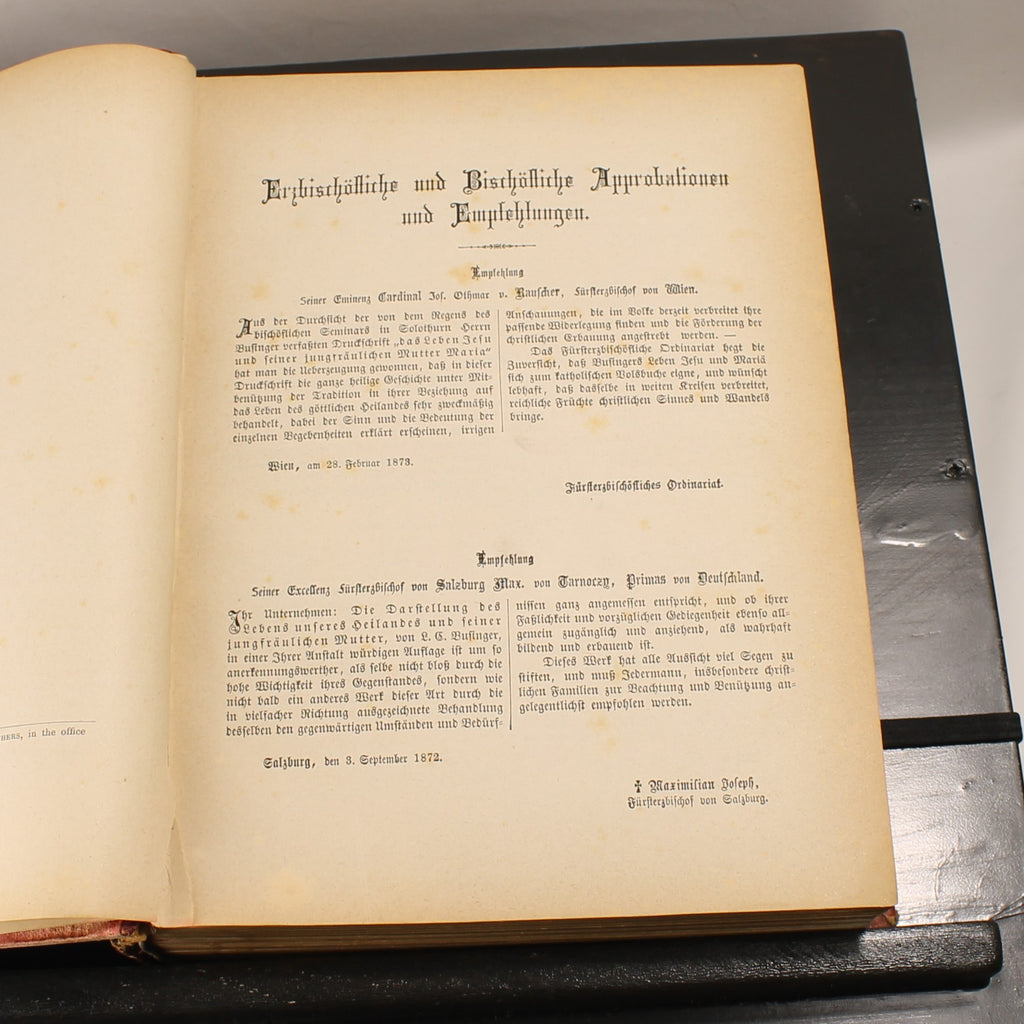 HERS, in the office
Erzbischöfliche und Bischöfliche Approbationen
und Empfehlungen.
Empfehlung
Seiner Eminenz Cardinal Jos. Othmar v. Rauscher, Fürsterzbischof von Wien.
Aus der Durchsicht der von dem Regens des
bischöflichen Seminars in Solothurn Herrn
Businger verfaßten Druckschrift „das Leben Jesu
und seiner jungfräulichen Mutter Maria“
hat man die Ueberzeugung gewonnen, daß in dieser
Druckschrift die ganze heilige Geschichte unter Mit-
benützung der Tradition in ihrer Beziehung auf
das Leben des göttlichen Heilandes sehr zweckmäßig
behandelt, dabei der Sinn und die Bedeutung der
einzelnen Begebenheiten erklärt erscheinen, irrigen
Anschauungen, die im Volke derzeit verbreitet ihre
passende Widerlegung finden und die Förderung der
christlichen Erbauung angestrebt werden. —
Das Fürsterzbischöfliche Ordinariat hegt die
Zuversicht, daß Busingers Leben Jesu und Mariä
sich zum katholischen Volsbuche eigne, und wünscht
lebhaft, daß dasselbe in weiten Kreisen verbreitet,
reichliche Früchte christlichen Sinnes und Wandels
bringe.
Wien, am 28. Februar 1873.
Fürsterzbischöfliches Ordinariat.
Empfehlung
Seiner Excellenz Fürsterzbischof von Salzburg Max. von Tarnoczy, Primas von Deutschland.
Ihr Unternehmen: Die Darstellung des
Lebens unseres Heilandes und seiner
jungfräulichen Mutter, von L. C. Businger,
in einer Ihrer Anstalt würdigen Auflage ist um so
anerkennungswerther, als selbe nicht bloß durch die
hohe Wichtigkeit ihres Gegenstandes, sondern wie
nicht bald ein anderes Werk dieser Art durch die
in vielfacher Richtung ausgezeichnete Behandlung
desselben den gegenwärtigen Umständen und Bedürf-
nissen ganz angemessen entspricht, und ob ihrer
Faßlichkeit und vorzüglichen Gediegenheit ebenso all-
gemein zugänglich und anziehend, als wahrhaft
bildend und erbauend ist.
Dieses Werk hat alle Aussicht viel Segen zu
stiften, und muß Jedermann, insbesondere christ-
lichen Familien zur Beachtung und Benützung an-
gelegentlichst empfohlen werden.
Salzburg, den 3. September 1872.
✝ Maximilian Joseph,
Fürsterzbischof von Salzburg.